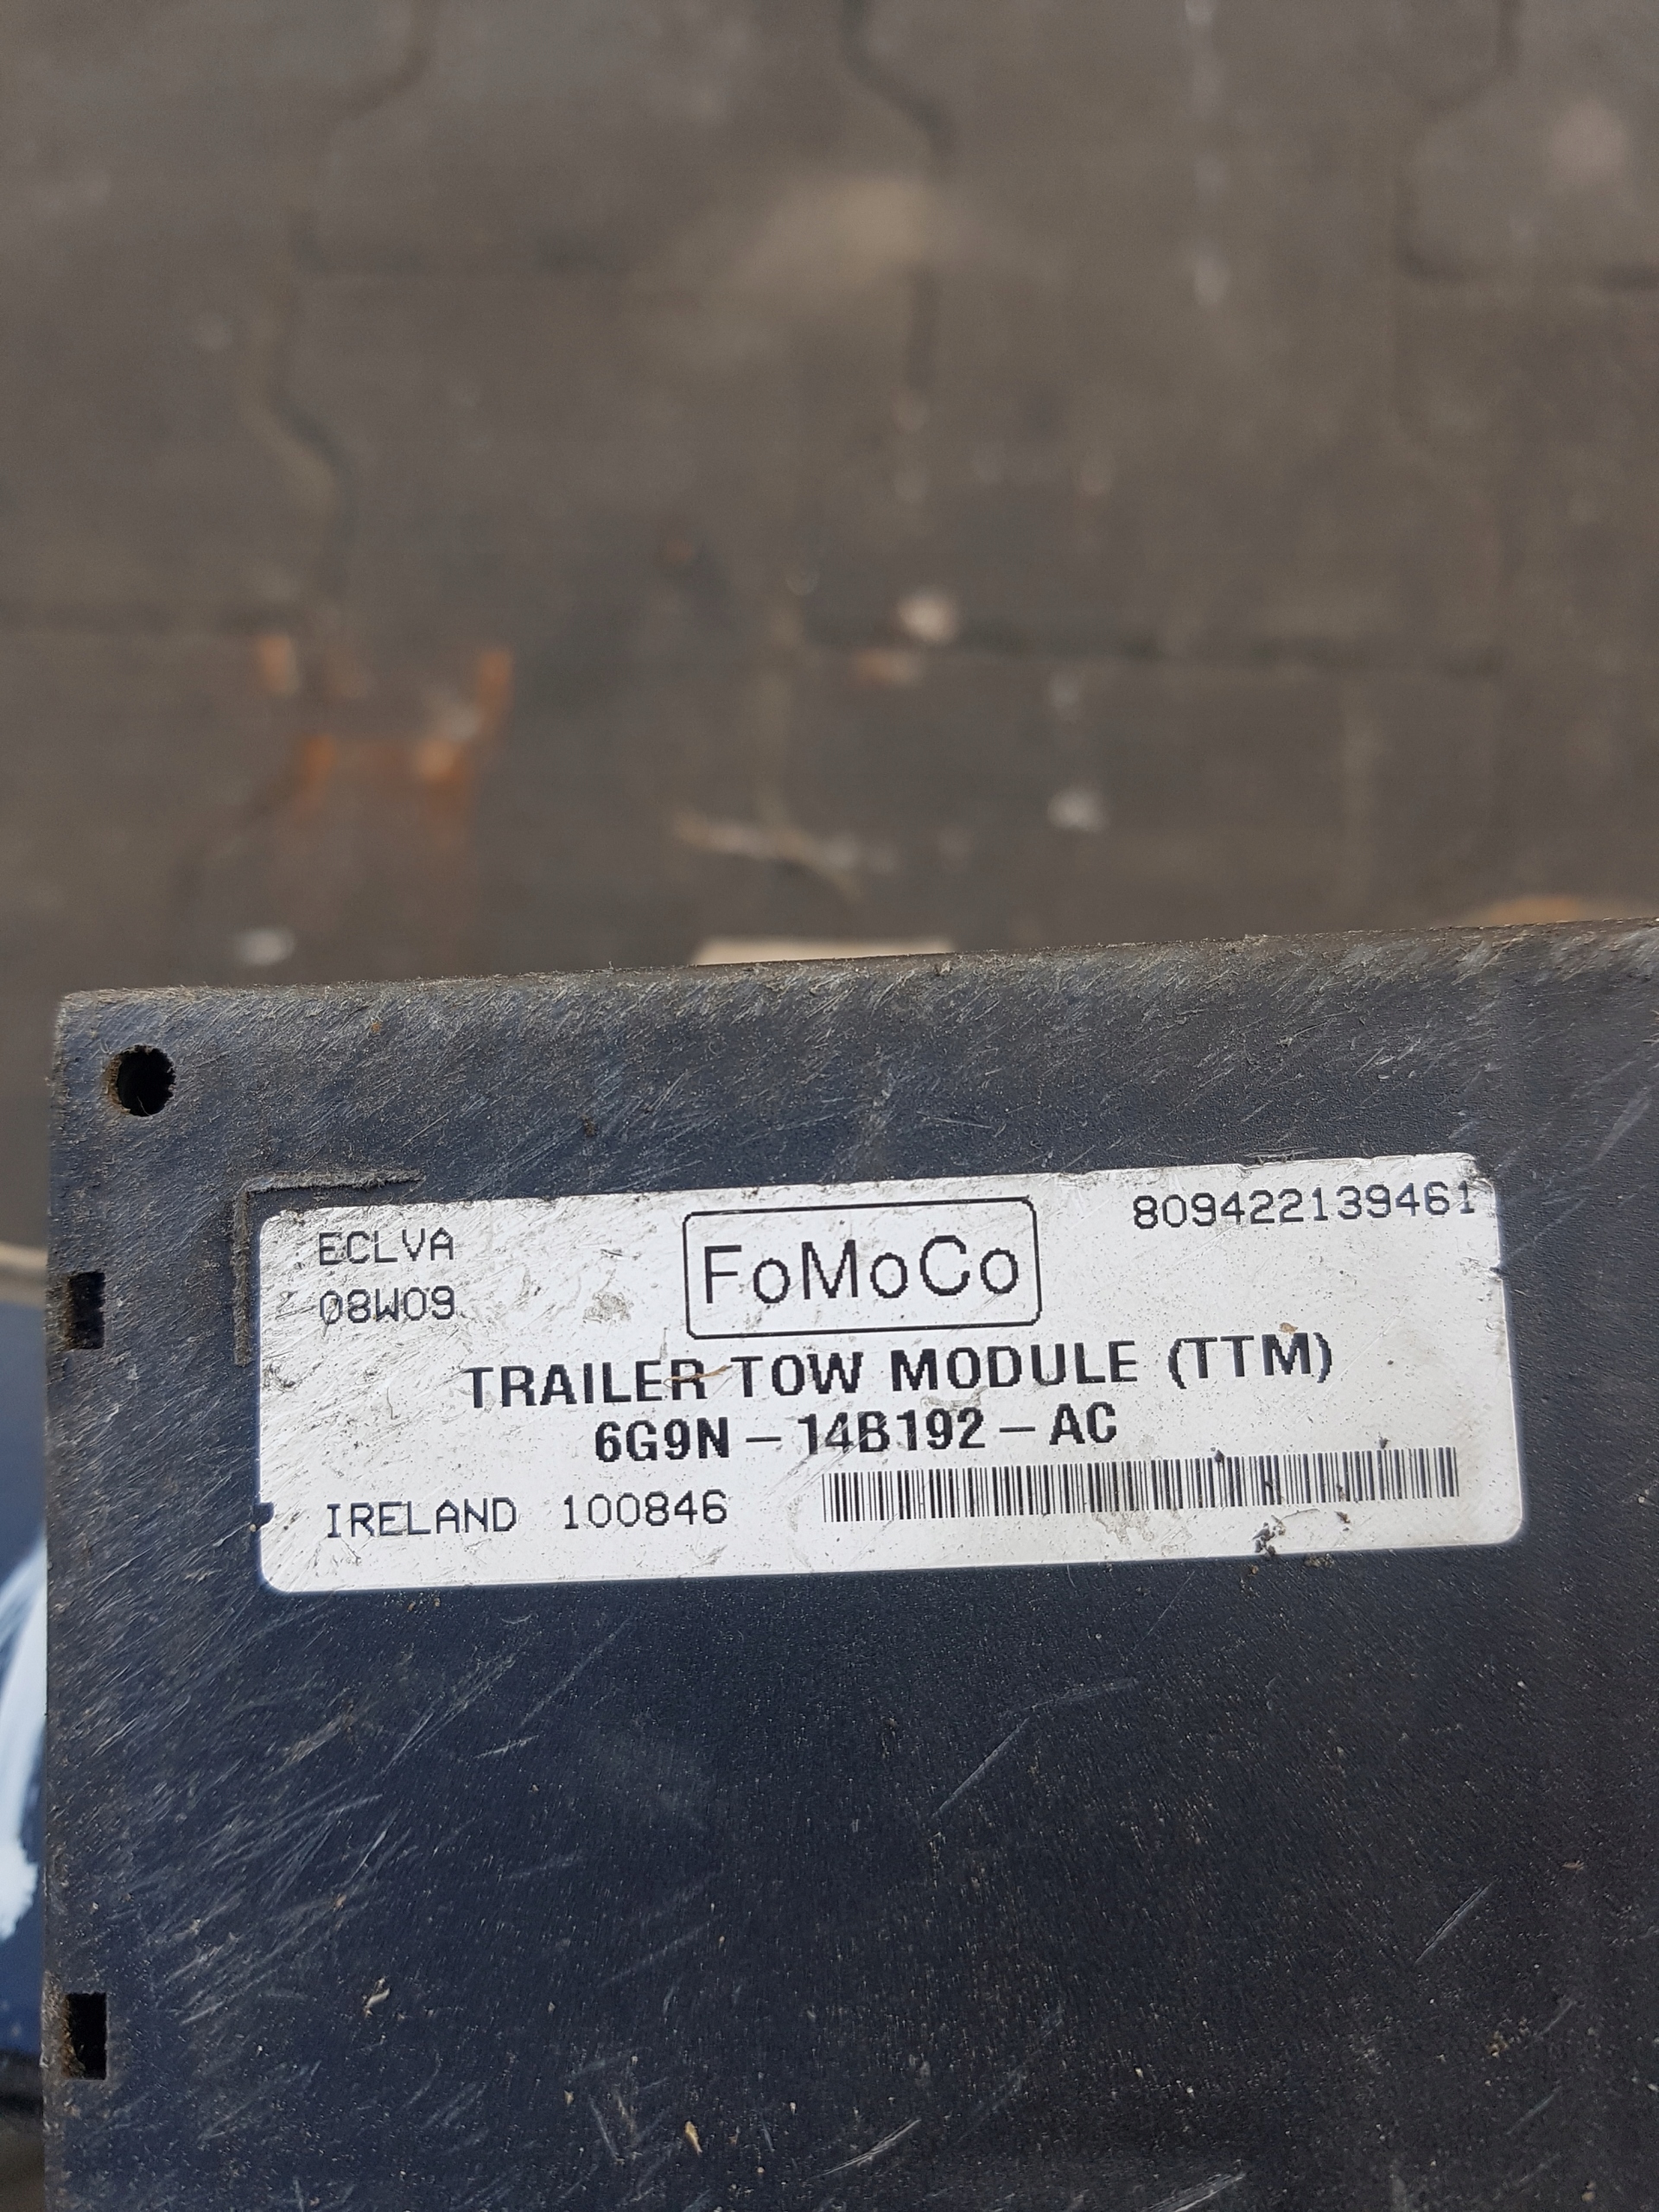 ECLVA
08W09
FoMoCo
809422139461
TRAILER TOW MODULE (TTM)
6G9N - 14B192 - AC
IRELAND 100846